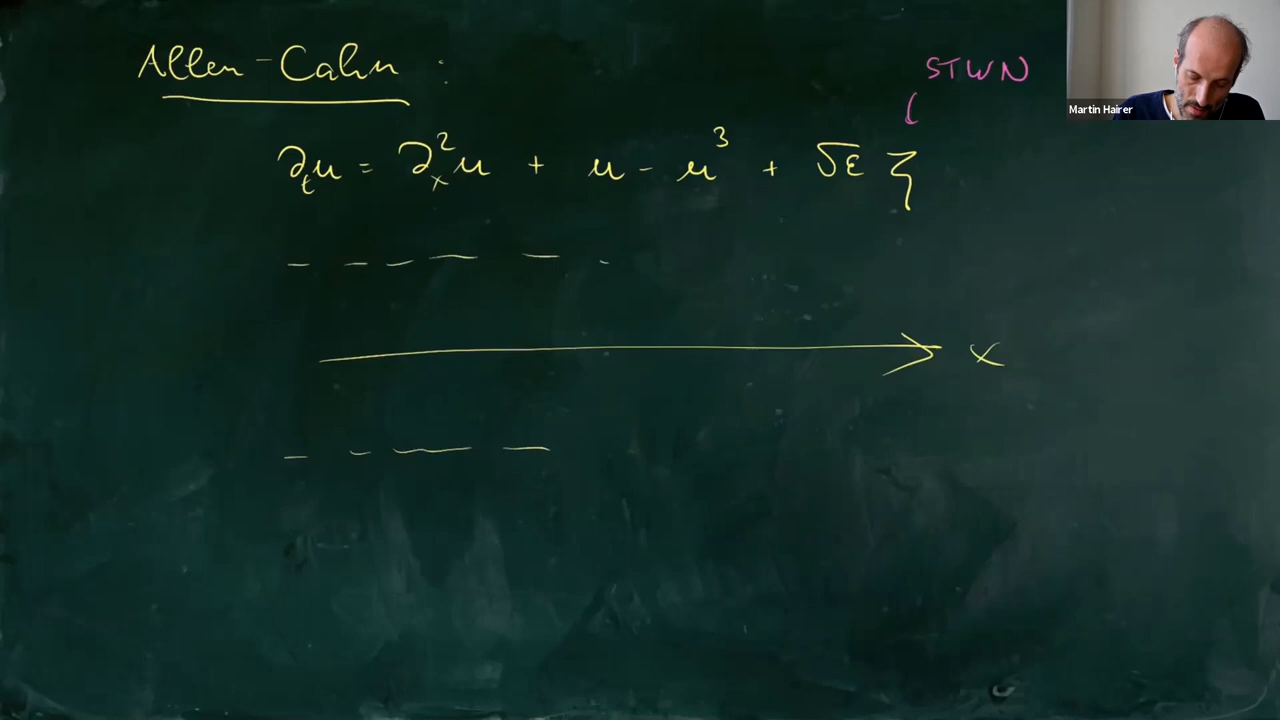 Allen-Cahn :
STWN
∂ₜu = ∂ₓ²u + u - u³ + √ε ξ
x
Martin Hairer